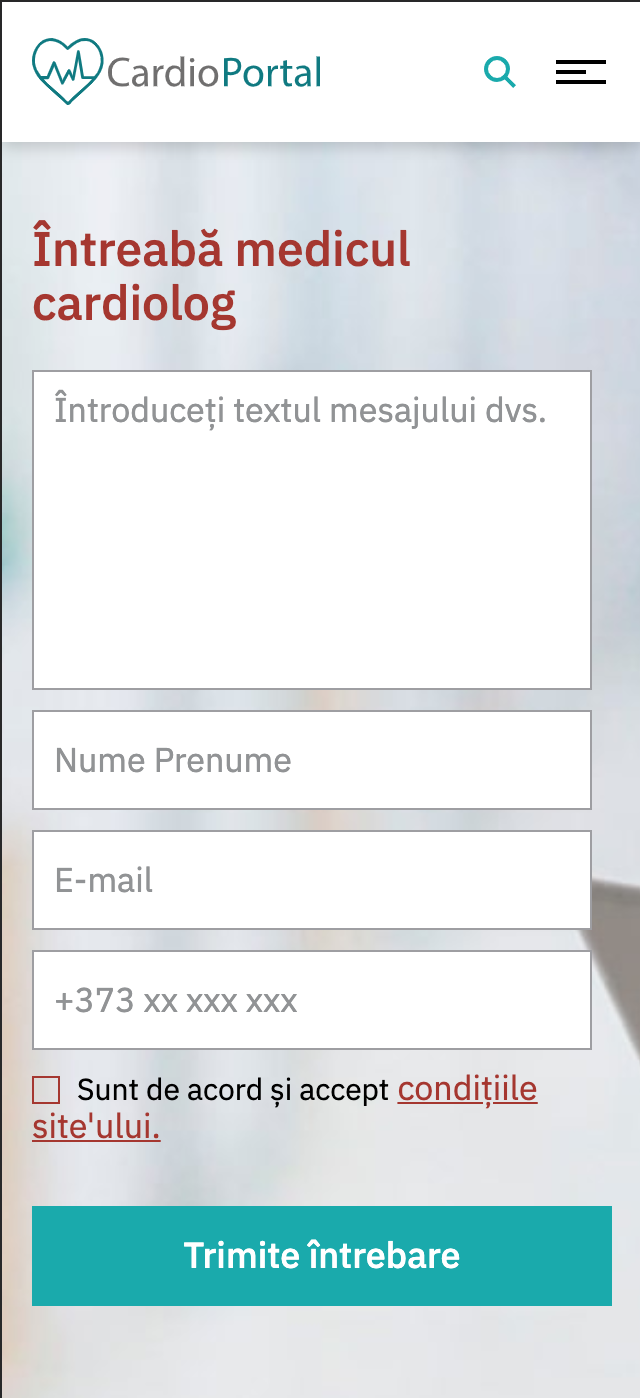 CardioPortal
Întreabă medicul
cardiolog
Întroduceți textul mesajului dvs.
Nume Prenume
E-mail
+373 xx xxx xxx
Sunt de acord și accept condițiile
site'ului.
Trimite întrebare